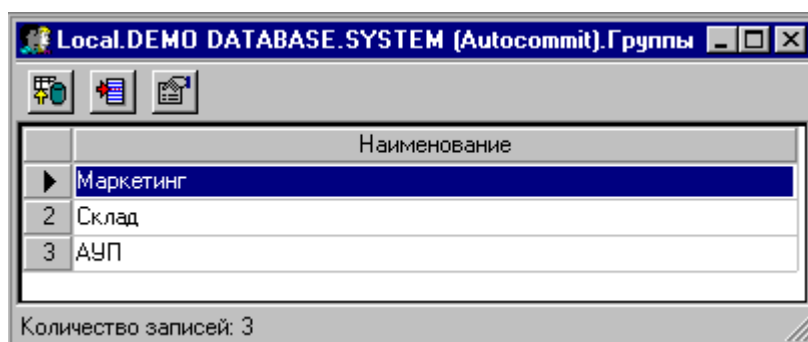 Local.DEMO DATABASE.SYSTEM (Autocommit).Группы
Наименование
Маркетинг
2 Склад
3 АУП
Количество записей: 3